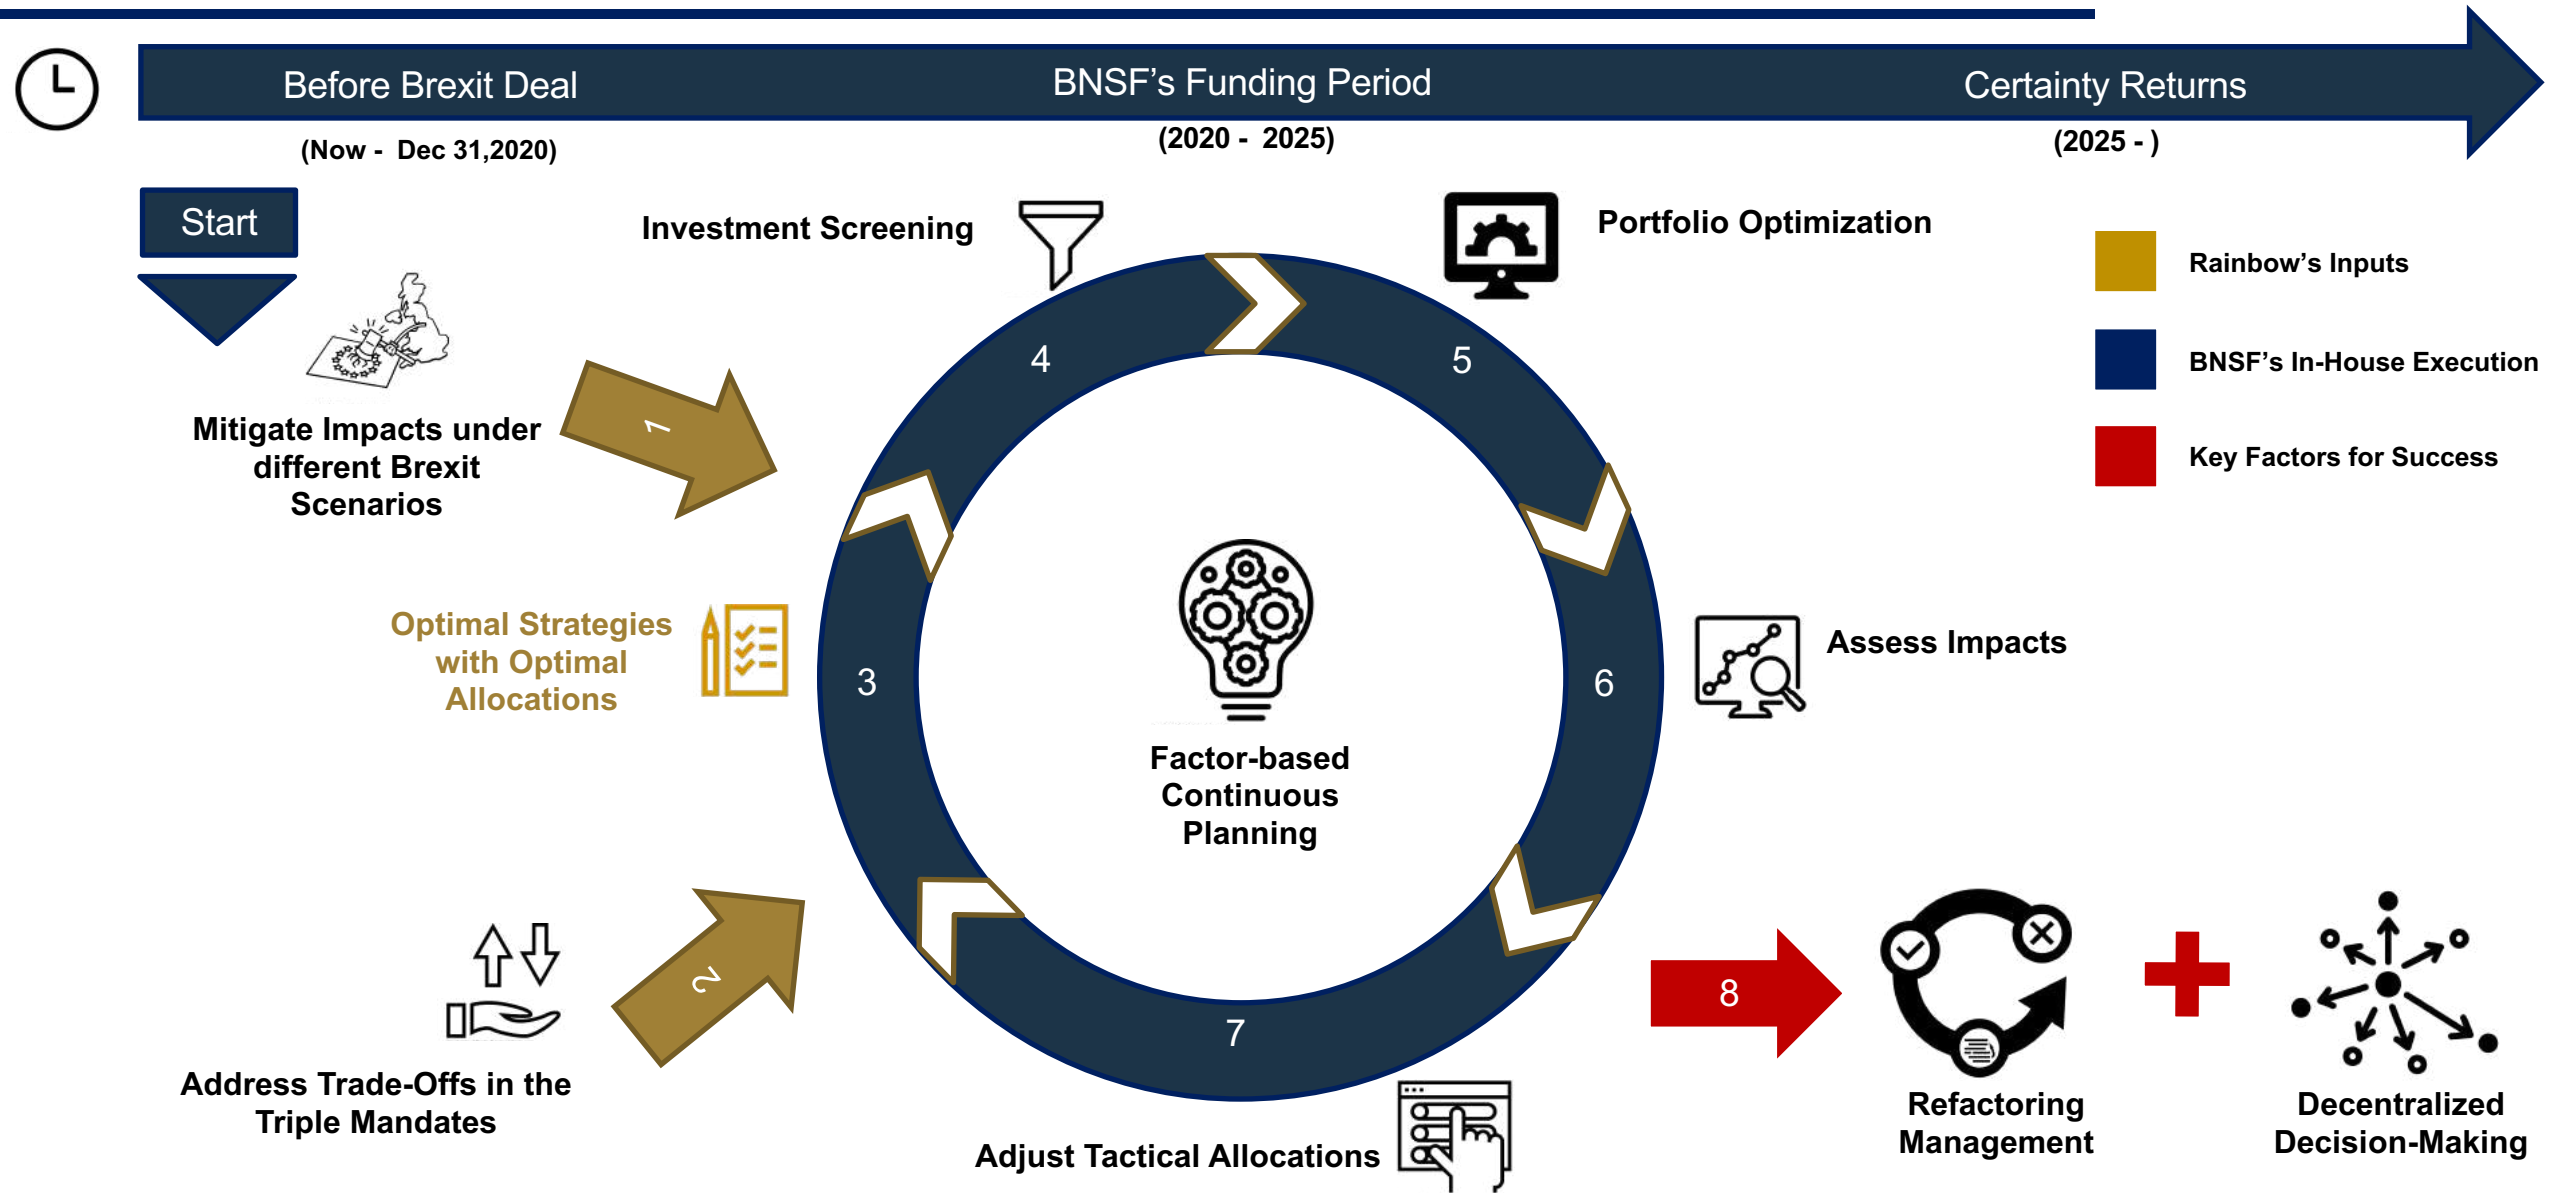 Before Brexit Deal
BNSF's Funding Period
Certainty Returns
(Now - Dec 31,2020)
(2020 - 2025)
(2025 - )
Start
Investment Screening
Portfolio Optimization
Rainbow's Inputs
BNSF's In-House Execution
Key Factors for Success
4
5
1
Mitigate Impacts under
different Brexit
Scenarios
Optimal Strategies
with Optimal
Allocations
3
6
Assess Impacts
Factor-based
Continuous
Planning
2
Address Trade-Offs in the
Triple Mandates
7
8
Adjust Tactical Allocations
Refactoring
Management
Decentralized
Decision-Making